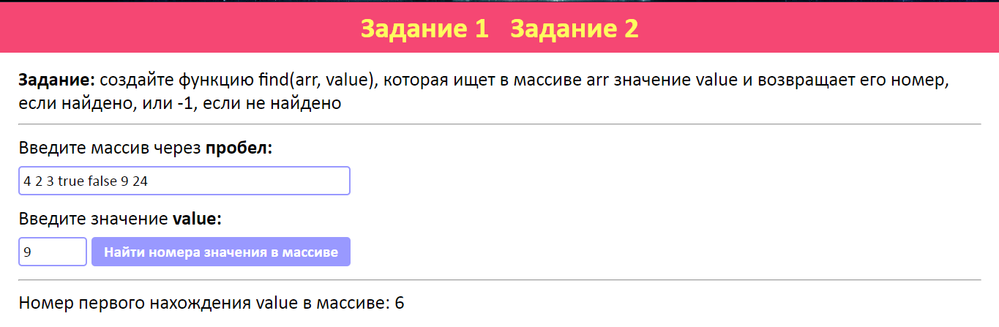 Задание 1 Задание 2
Задание: создайте функцию find(arr, value), которая ищет в массиве arr значение value и возвращает его номер,
если найдено, или -1, если не найдено
Введите массив через пробел:
4 2 3 true false 9 24
Введите значение value:
9 Найти номера значения в массиве
Номер первого нахождения value в массиве: 6